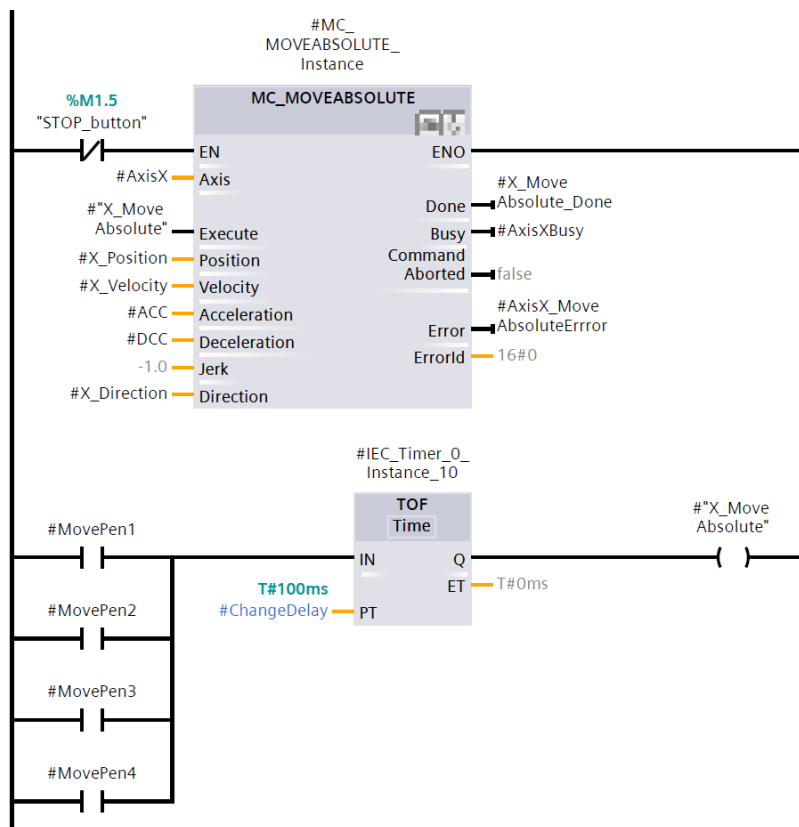 #MC_
MOVEABSOLUTE_
Instance
%M1.5
"STOP_button"
MC_MOVEABSOLUTE
EN
ENO
#AxisX
Axis
#"X_Move
Absolute"
Execute
#X_Position
Position
#X_Velocity
Velocity
#ACC
Acceleration
#DCC
Deceleration
-1.0
Jerk
#X_Direction
Direction
Done
#X_Move
Absolute_Done
Busy
#AxisXBusy
Command
Aborted
false
Error
#AxisX_Move
AbsoluteErrror
ErrorId
16#0
#IEC_Timer_0_
Instance_10
TOF
Time
#MovePen1
IN
Q
#"X_Move
Absolute"
ET
T#0ms
T#100ms
#ChangeDelay
PT
#MovePen2
#MovePen3
#MovePen4